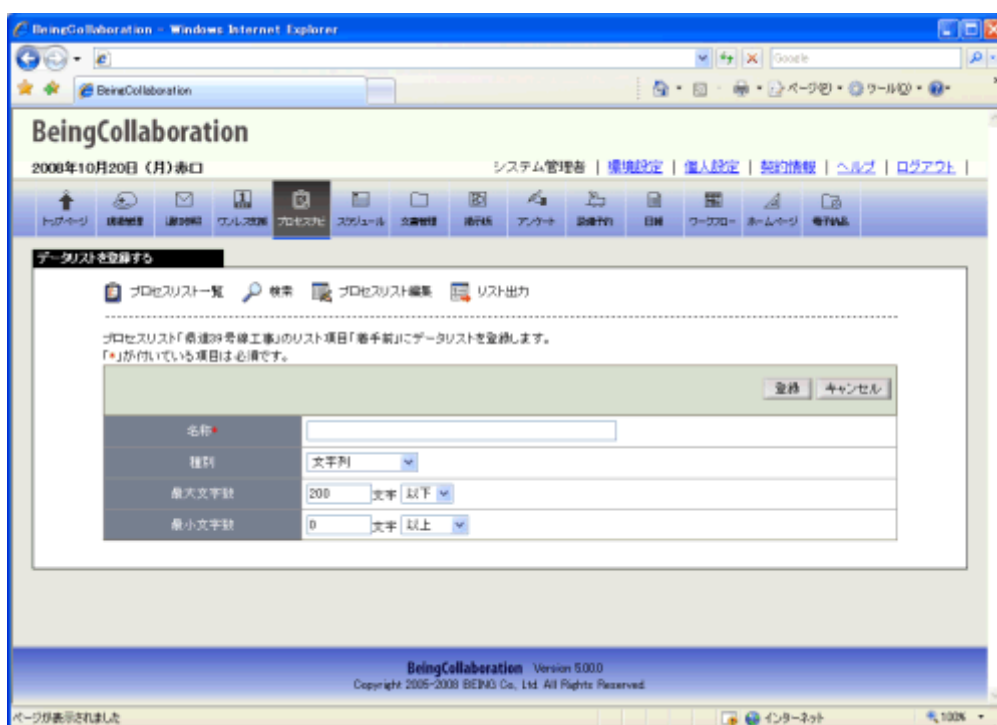 BeingCollaboration - Windows Internet Explorer
Google
BeingCollaboration ページ(P) ツール(O)
BeingCollaboration
2008年10月20日 (月)赤口 システム管理者 | 環境設定 | 個人設定 | 契約情報 | ヘルプ | ログアウト |
トップページ ワンレス改削 プロセスナビ スケジュール 文書管理 掲示板 アンケート 設備予約 日報 ワークフロー ホームページ 電子納品
データリストを登録する
プロセスリスト一覧 検索 プロセスリスト編集 リスト出力
プロセスリスト「県道39号線工事」のリスト項目「着手前」にデータリストを登録します。
「*」が付いている項目は必須です。
登録 キャンセル
名称*
種別 文字列
最大文字数 200 文字 以下
最小文字数 0 文字 以上
BeingCollaboration Version 5.00.0
Copyright 2005-2008 BEING Co., Ltd. All Rights Reserved.
ページが表示されました インターネット 100%